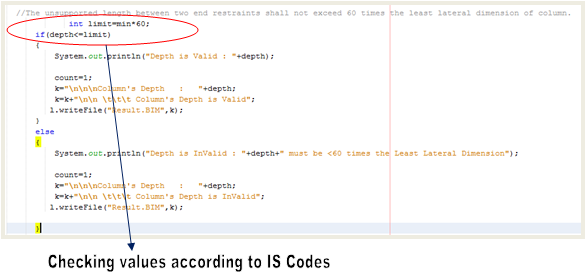 //The unsupported length between two end restraints shall not exceed 60 times the least lateral dimension of column.
int limit=min*60;
if(depth<=limit)
{
System.out.println("Depth is Valid : "+depth);
count=1;
k="\n\n\nColumn's Depth   :   "+depth;
k=k+"\n\n \t\t\t Column's Depth is Valid";
l.writeFile("Result.BIM",k);
}
else
{
System.out.println("Depth is InValid : "+depth+" must be <60 times the Least Lateral Dimension");
count=1;
k="\n\n\nColumn's Depth   :   "+depth;
k=k+"\n\n \t\t\t Column's Depth is InValid";
l.writeFile("Result.BIM",k);
}
Checking values according to IS Codes